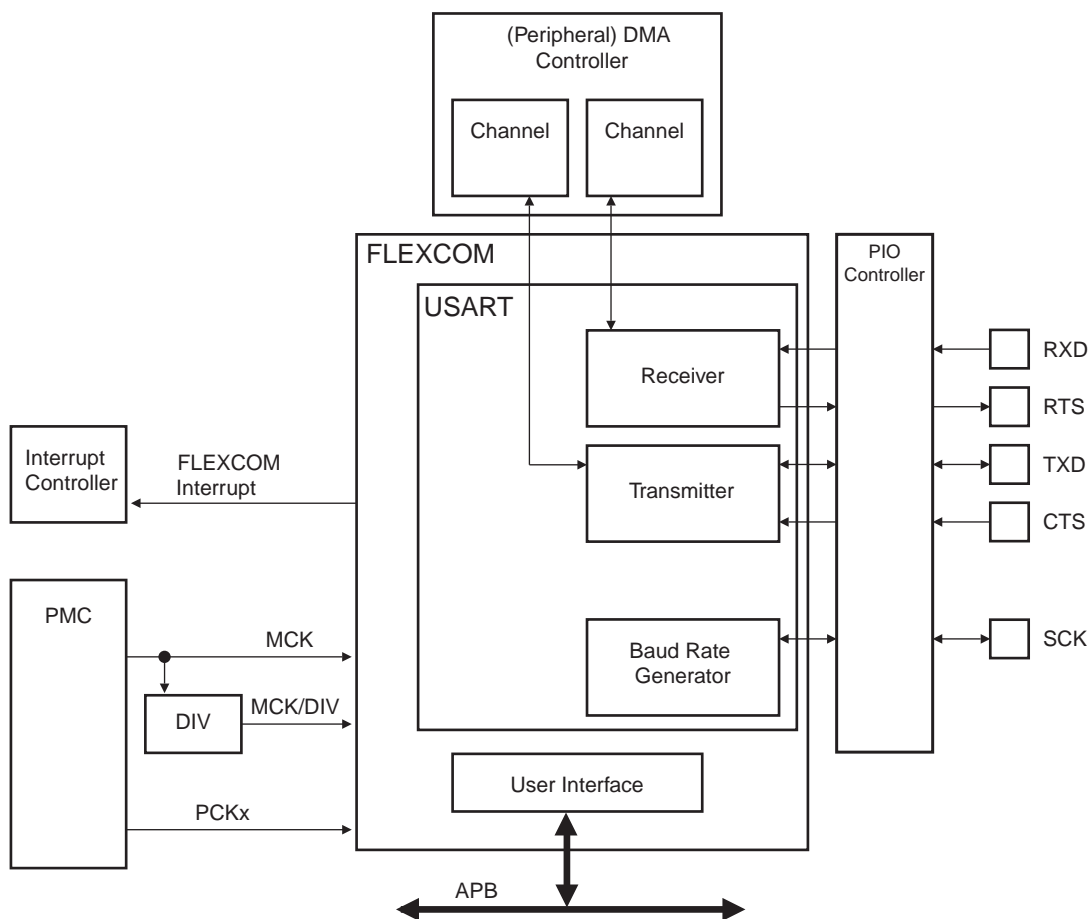 (Peripheral) DMA
Controller
Channel
Channel
FLEXCOM
PIO
Controller
USART
Receiver
RXD
RTS
Interrupt
Controller
FLEXCOM
Interrupt
Transmitter
TXD
CTS
PMC
MCK
Baud Rate
Generator
SCK
DIV
MCK/DIV
User Interface
PCKx
APB